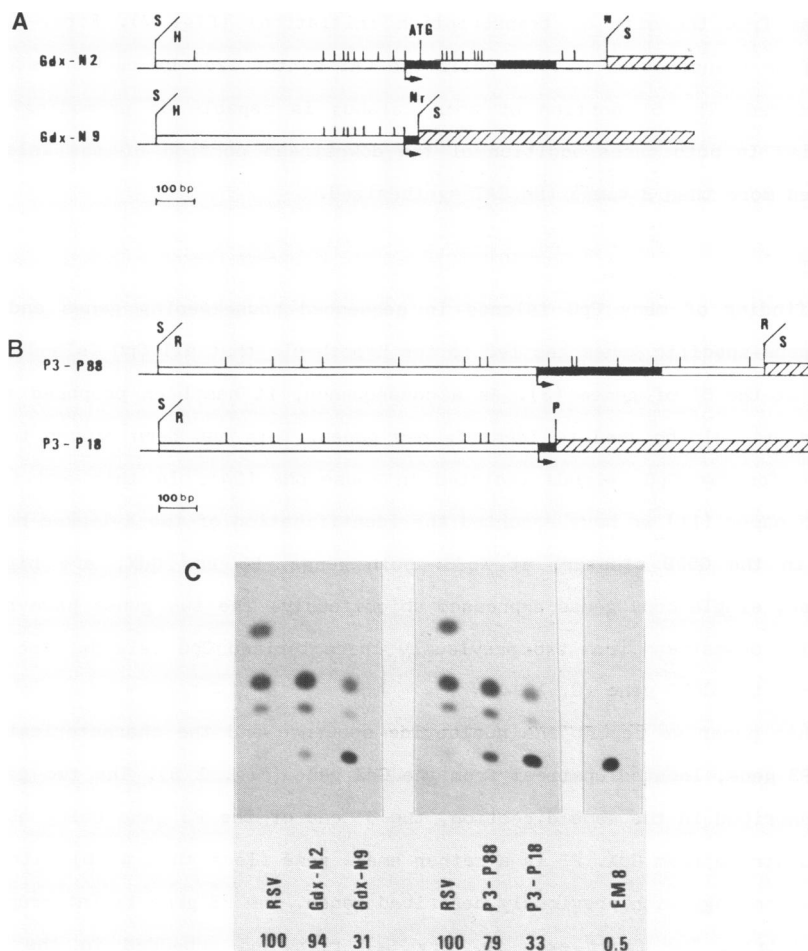 A
S
H
ATG
S
Gdx-N2
S
H
Nr
S
Gdx-N9
100 bp
B
S
R
R
S
P3-P88
S
R
P
P3-P18
100 bp
C
RSV
Gdx-N2
Gdx-N9
RSV
P3-P88
P3-P18
EM8
100 94 31 100 79 33 0.5